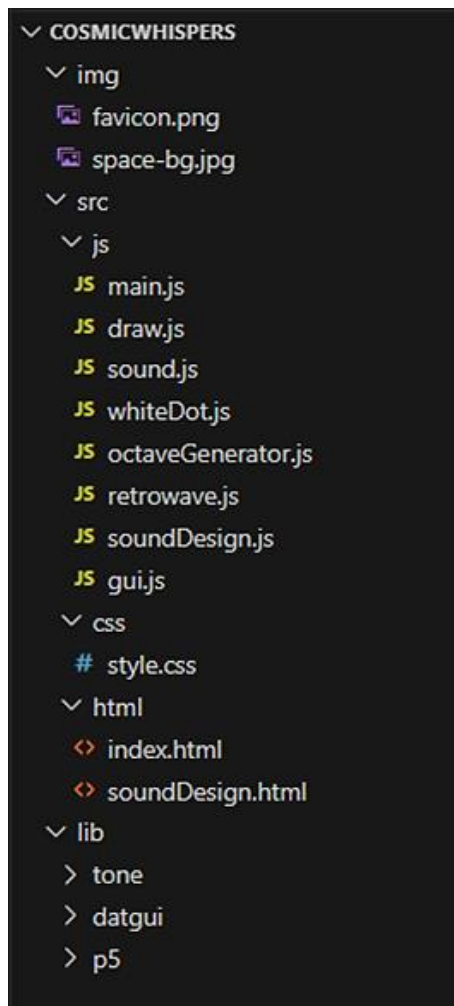 COSMICWHISPERS
img
favicon.png
space-bg.jpg
src
js
JS main.js
JS draw.js
JS sound.js
JS whiteDot.js
JS octaveGenerator.js
JS retrowave.js
JS soundDesign.js
JS gui.js
css
# style.css
html
<> index.html
<> soundDesign.html
lib
tone
datgui
p5